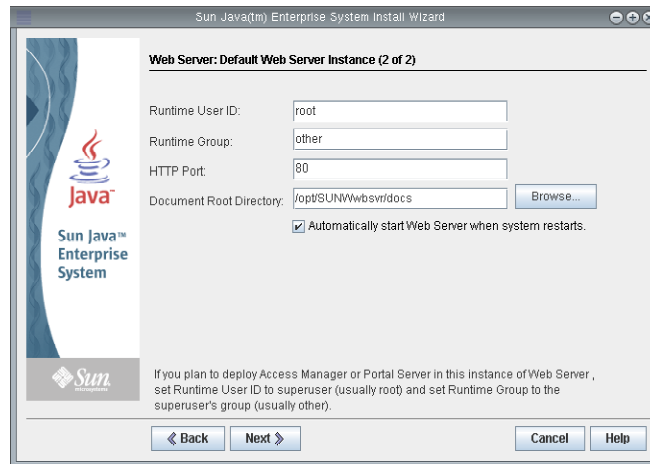 Sun Java(tm) Enterprise System Install Wizard
Web Server: Default Web Server Instance (2 of 2)
Runtime User ID: root
Runtime Group: other
HTTP Port: 80
Document Root Directory: /opt/SUNWwbsvr/docs Browse...
Automatically start Web Server when system restarts.
Java™
Sun Java™
Enterprise
System
Sun
microsystems
If you plan to deploy Access Manager or Portal Server in this instance of Web Server ,
set Runtime User ID to superuser (usually root) and set Runtime Group to the
superuser's group (usually other).
Back Next Cancel Help